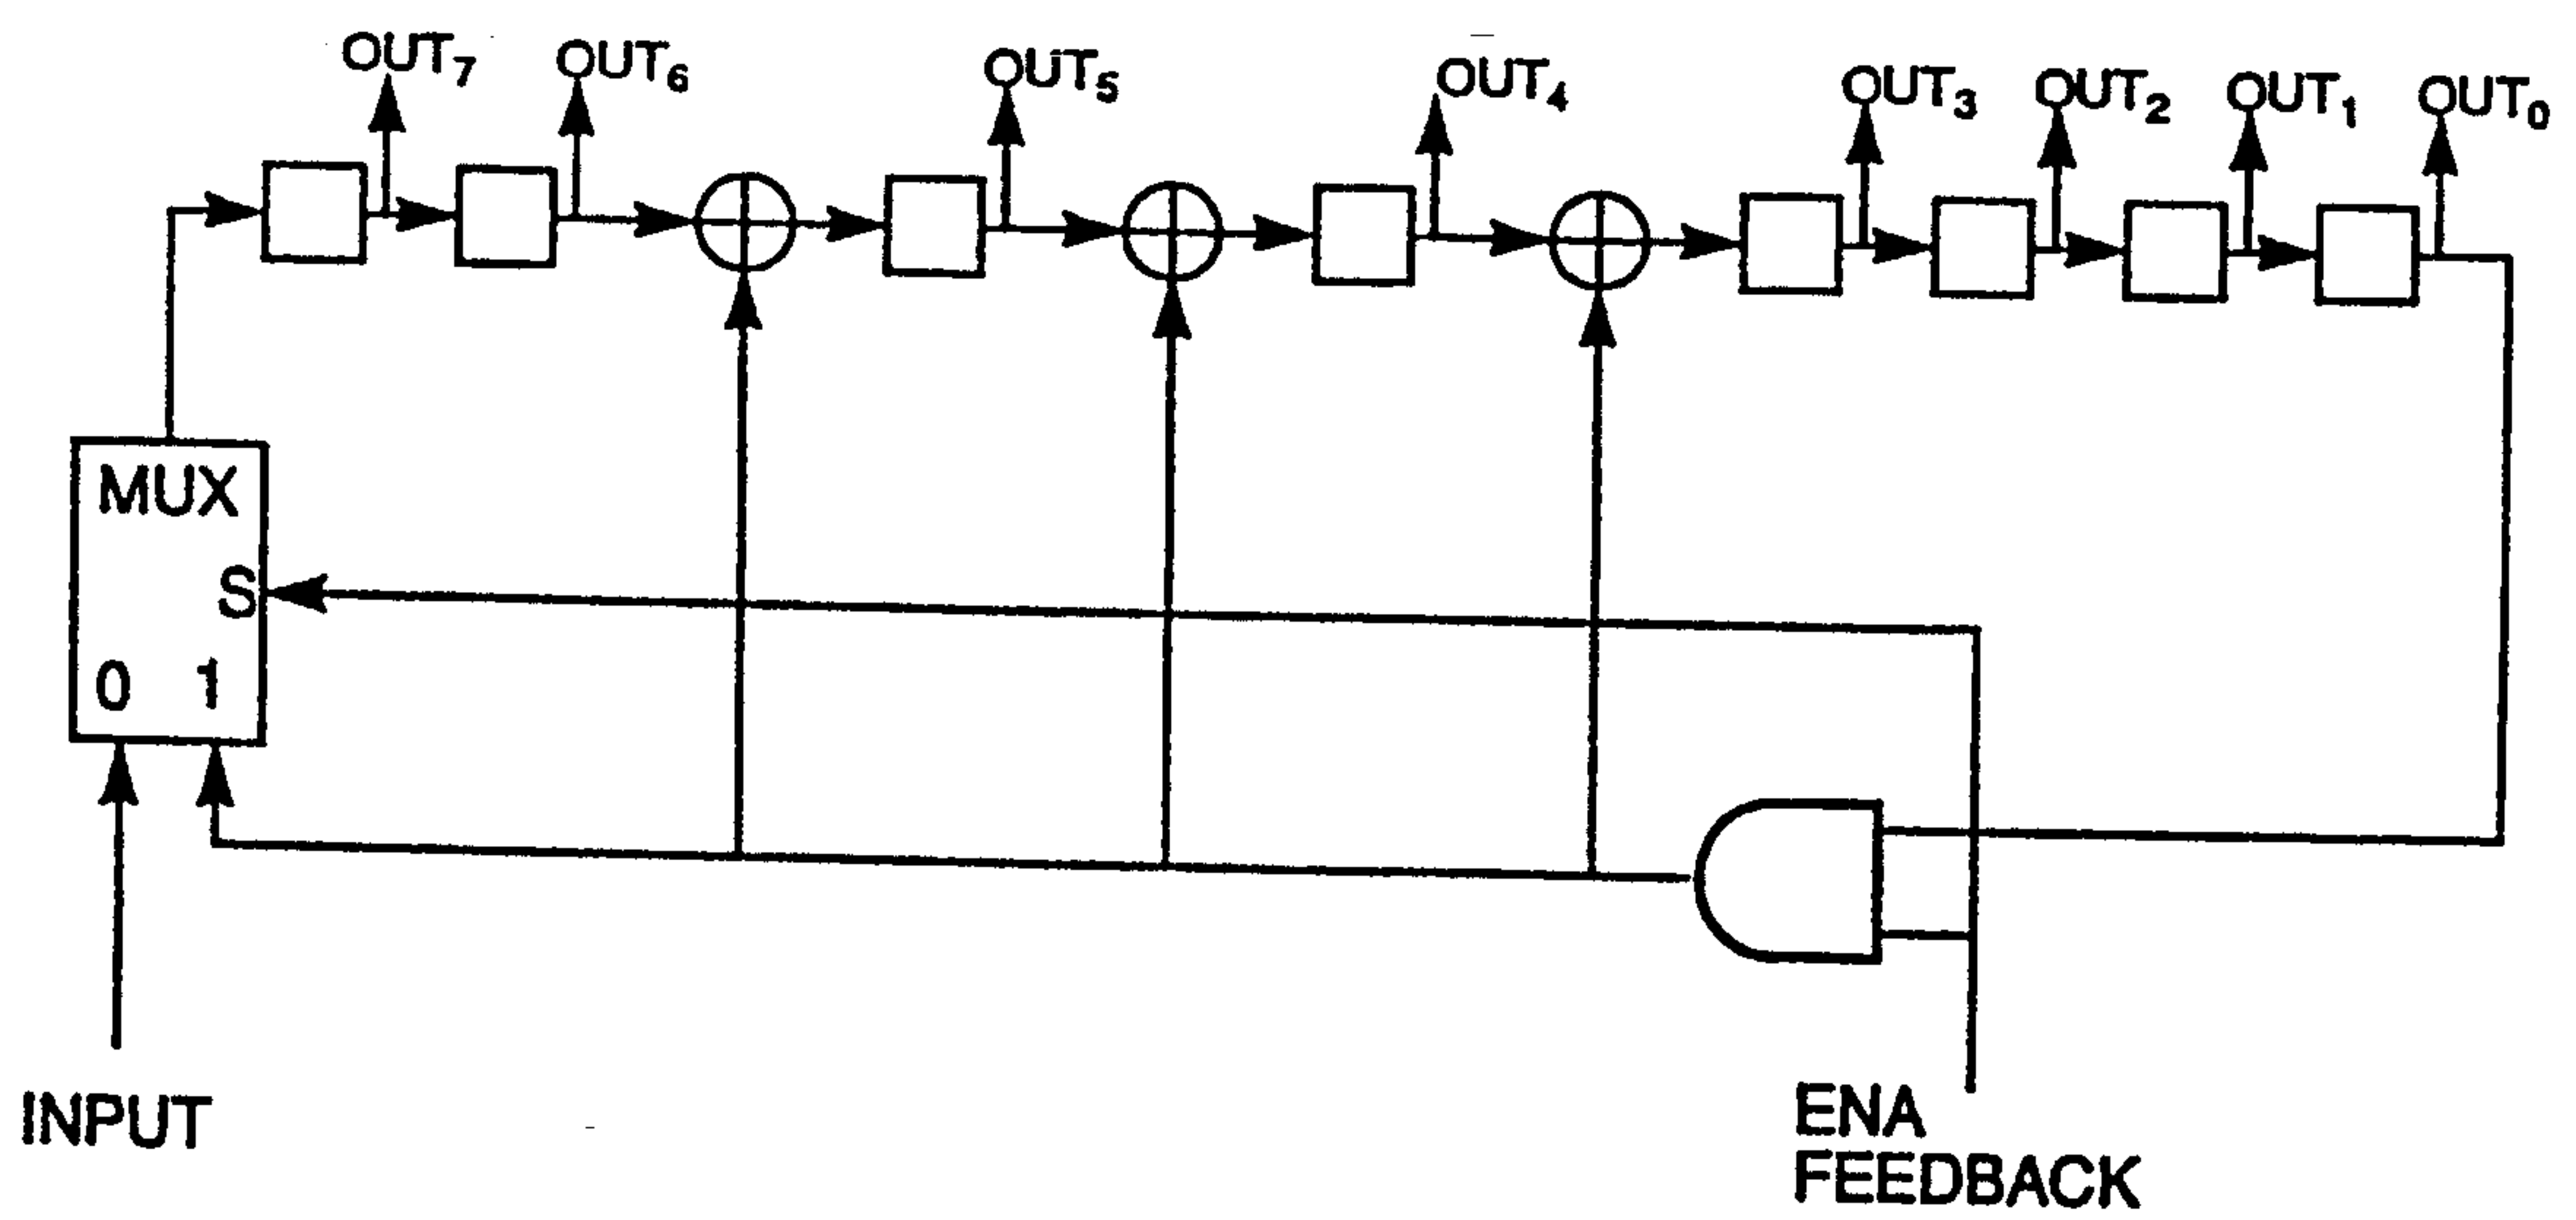 OUT₇ OUT₆ OUT₅ OUT₄ OUT₃ OUT₂ OUT₁ OUT₀
MUX
S
0 1
INPUT
ENA
FEEDBACK